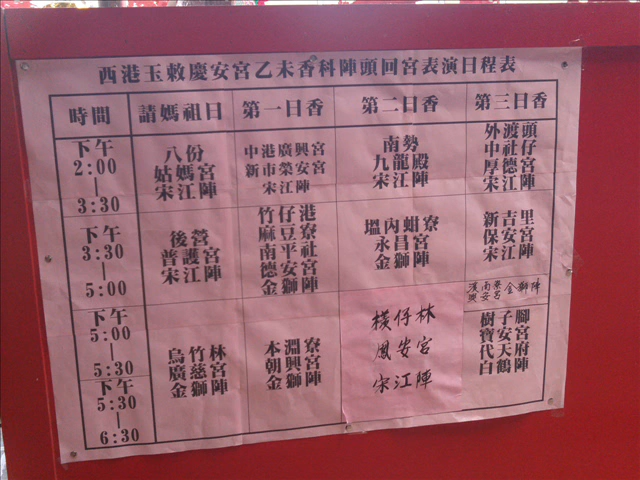 西港玉敕慶安宮乙未香科陣頭回宮表演日程表
時間 請媽祖日 第一日香 第二日香 第三日香
下午
2:00
|
3:30
八份
姑媽宮
宋江陣
中港廣興宮
新市榮安宮
宋江陣
南勢
九龍殿
宋江陣
外渡頭
中社仔
厚德宮
宋江陣
下午
3:30
|
5:00
後營
普護宮
宋江陣
竹仔港
麻豆寮
南平社
德安宮
金獅陣
塭內蚶寮
永昌宮
金獅陣
新吉里
保安宮
宋江陣
金獅陣
下午
5:00
|
5:30
下午
5:30
|
6:30
烏竹林
廣慈宮
金獅陣
本淵寮
朝興宮
金獅陣
檨仔林
鳳安宮
宋江陣
樹子腳
寶安宮
代天府
白鶴陣